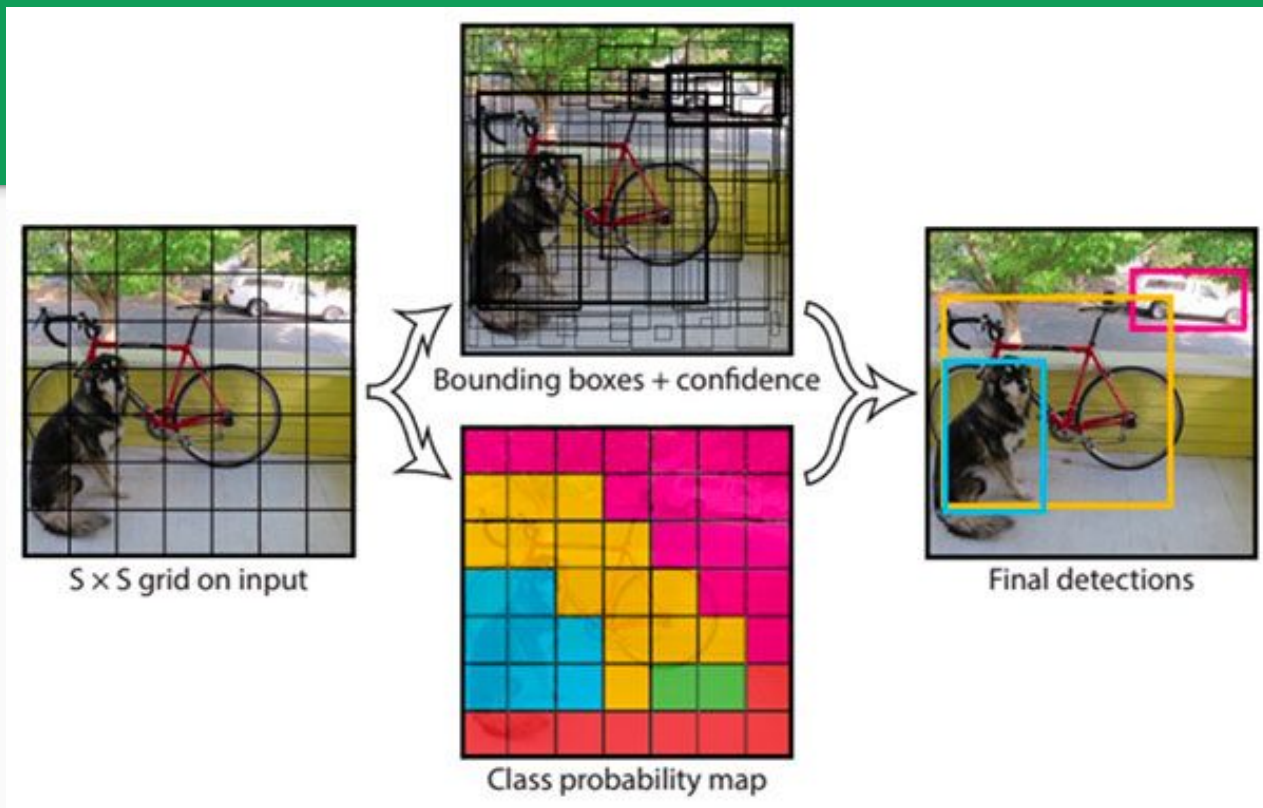 S × S grid on input
Bounding boxes + confidence
Class probability map
Final detections